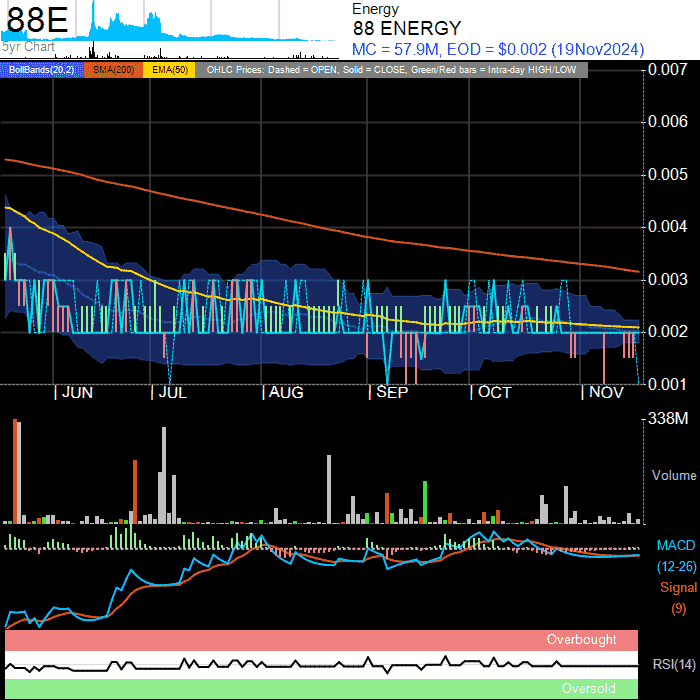 88E
5yr Chart
Energy
88 ENERGY
MC = 57.9M, EOD = $0.002 (19Nov2024)
BollBands(20,2) SMA(200) EMA(50) OHLC Prices: Dashed = OPEN, Solid = CLOSE, Green/Red bars = Intra-day HIGH/LOW
0.007
0.006
0.005
0.004
0.003
0.002
0.001
JUN JUL AUG SEP OCT NOV
338M
Volume
MACD
(12-26)
Signal
(9)
Overbought
RSI(14)
Oversold